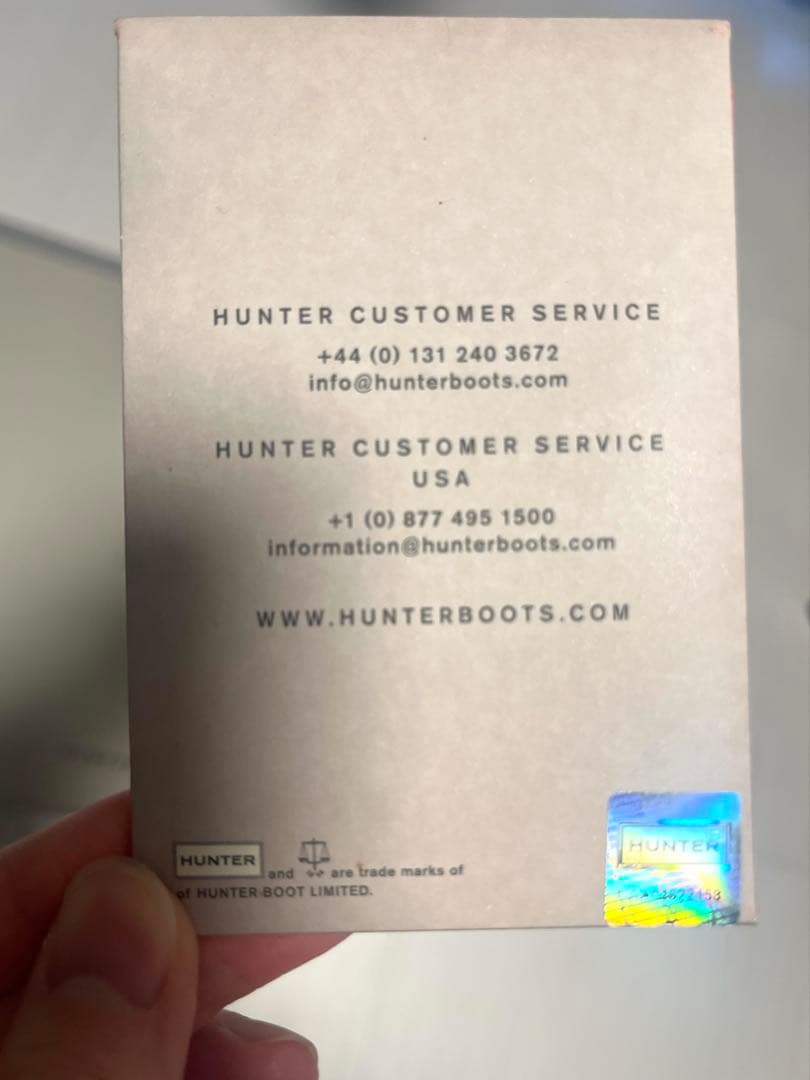 HUNTER CUSTOMER SERVICE
+44 (0) 131 240 3672
info@hunterboots.com
HUNTER CUSTOMER SERVICE
USA
+1 (0) 877 495 1500
information@hunterboots.com
WWW.HUNTERBOOTS.COM
HUNTER and are trade marks of
of HUNTER BOOT LIMITED.
HUNTER